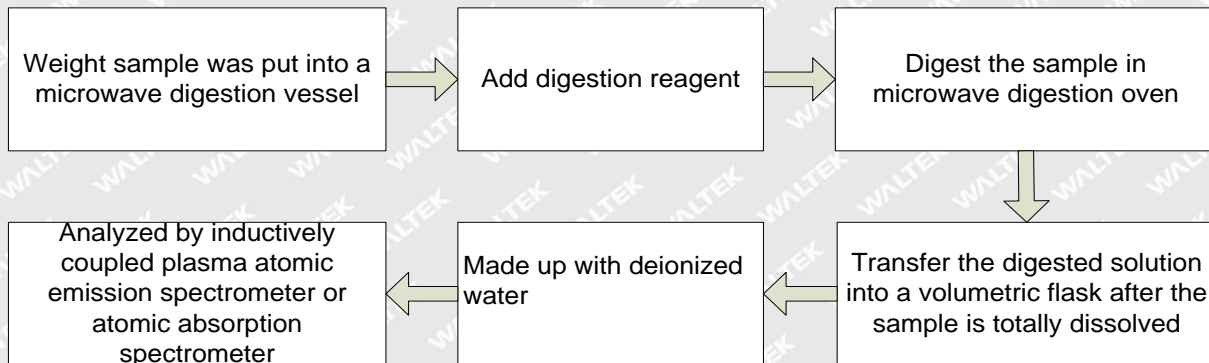 Weight sample was put into a
microwave digestion vessel
Add digestion reagent
Digest the sample in
microwave digestion oven
Transfer the digested solution
into a volumetric flask after the
sample is totally dissolved
Made up with deionized
water
Analyzed by inductively
coupled plasma atomic
emission spectrometer or
atomic absorption
spectrometer
WALTEK